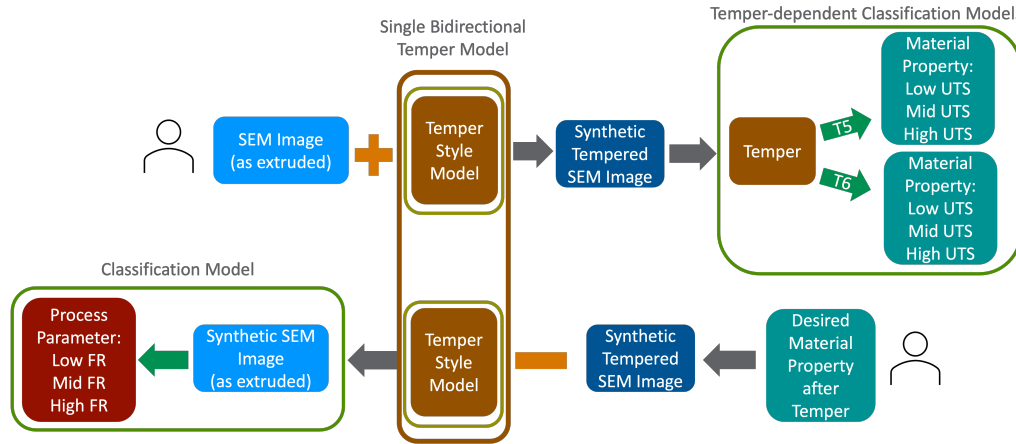 Single Bidirectional
Temper Model
Temper-dependent Classification Model
SEM Image
(as extruded)
Temper
Style
Model
Synthetic
Tempered
SEM Image
Temper
T5
T6
Material
Property:
Low UTS
Mid UTS
High UTS
Material
Property:
Low UTS
Mid UTS
High UTS
Classification Model
Process
Parameter:
Low FR
Mid FR
High FR
Synthetic SEM
Image
(as extruded)
Temper
Style
Model
Synthetic
Tempered
SEM Image
Desired
Material
Property
after
Temper